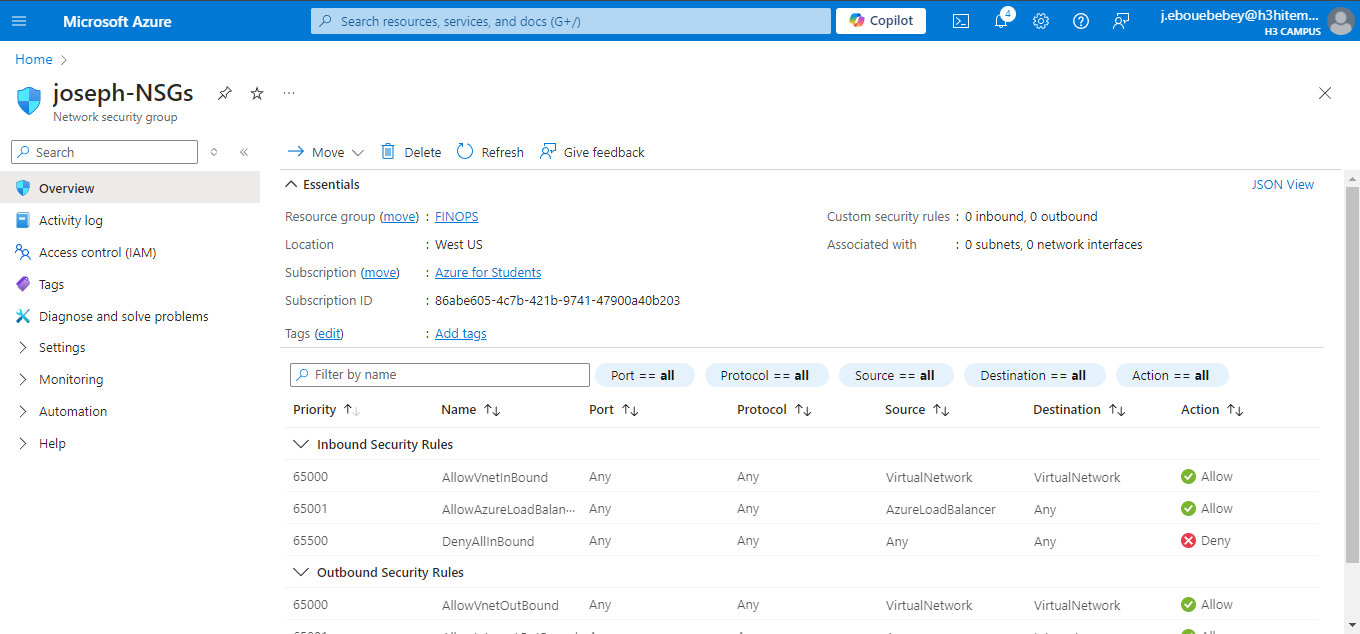 Microsoft Azure
Search resources, services, and docs (G+/)
Copilot
4
j.ebouebebey@h3hitem...
H3 CAMPUS
Home
joseph-NSGs
Network security group
Search
Move
Delete
Refresh
Give feedback
Overview
Activity log
Access control (IAM)
Tags
Diagnose and solve problems
Settings
Monitoring
Automation
Help
Essentials
JSON View
Resource group (move) : FINOPS
Location : West US
Subscription (move) : Azure for Students
Subscription ID : 86abe605-4c7b-421b-9741-47900a40b203
Tags (edit) : Add tags
Custom security rules : 0 inbound, 0 outbound
Associated with : 0 subnets, 0 network interfaces
Filter by name
Port == all
Protocol == all
Source == all
Destination == all
Action == all
Priority Name Port Protocol Source Destination Action
Inbound Security Rules
65000 AllowVnetInBound Any Any VirtualNetwork VirtualNetwork Allow
65001 AllowAzureLoadBalan··· Any Any AzureLoadBalancer Any Allow
65500 DenyAllInBound Any Any Any Any Deny
Outbound Security Rules
65000 AllowVnetOutBound Any Any VirtualNetwork VirtualNetwork Allow